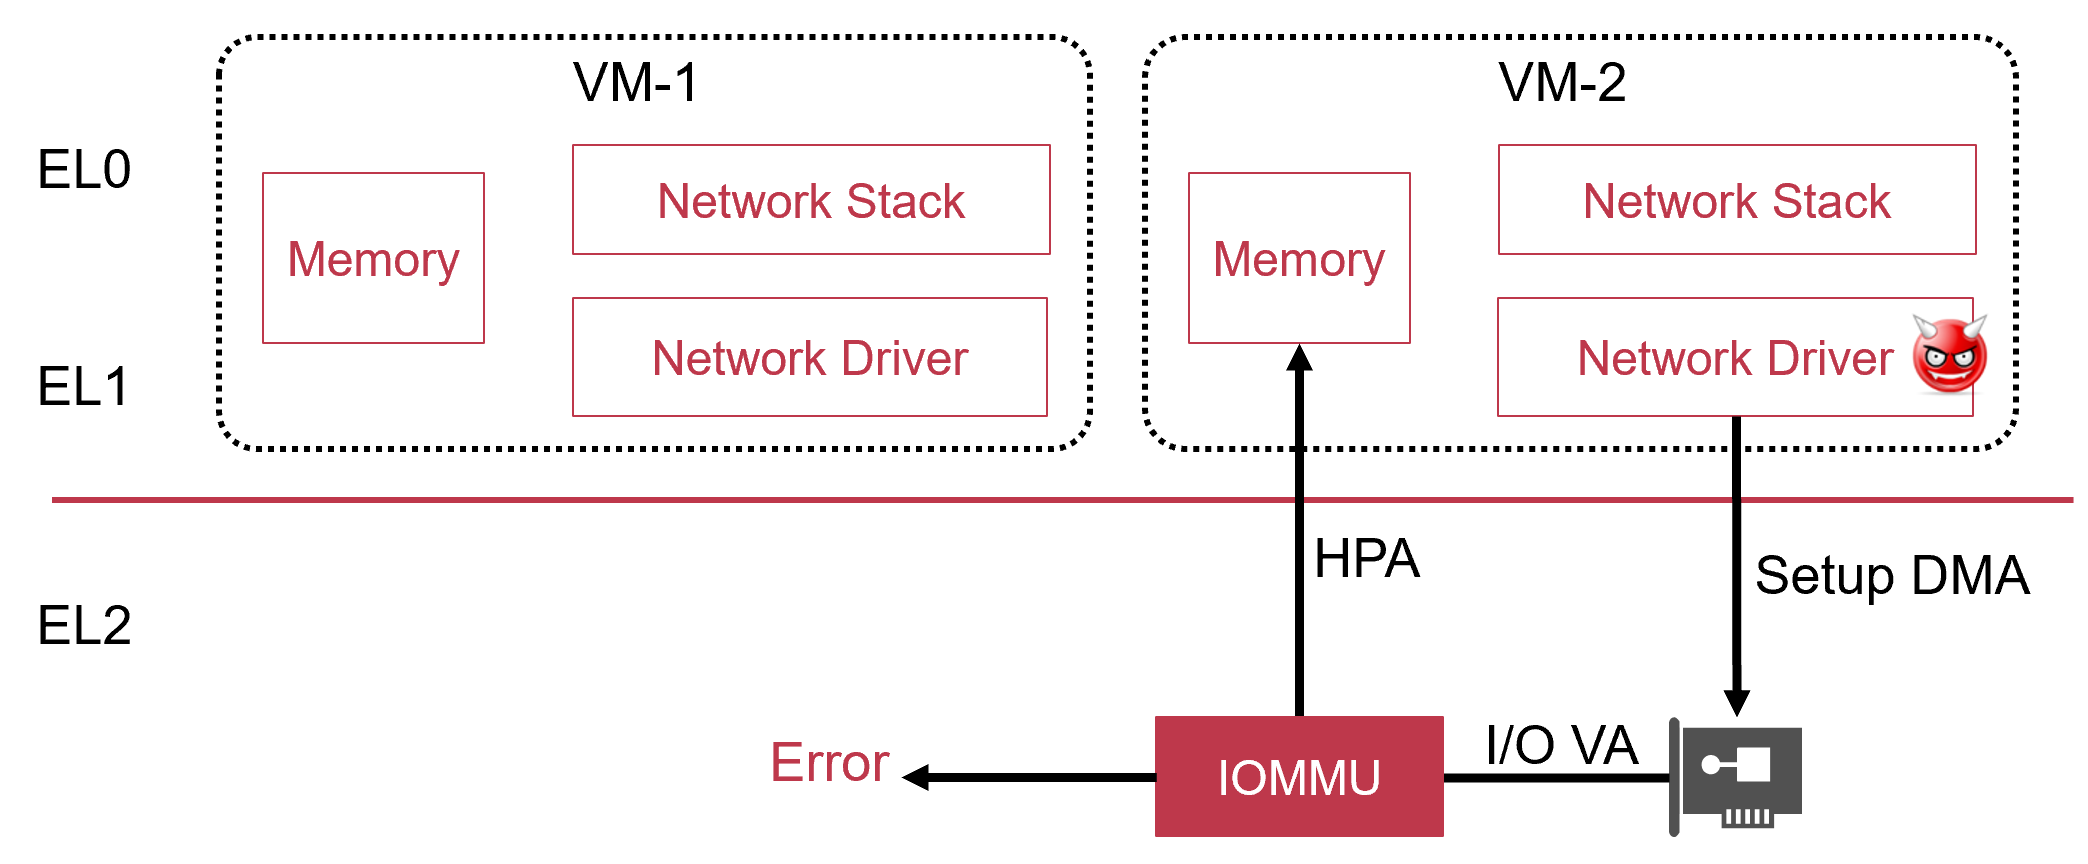 VM-1
VM-2
EL0
Memory
Network Stack
Memory
Network Stack
EL1
Network Driver
Network Driver
HPA
Setup DMA
EL2
Error
IOMMU
I/O VA